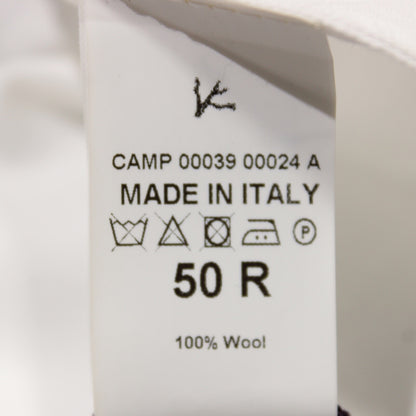 CAMP 00039 00024 A
MADE IN ITALY
P
50 R
100% Wool